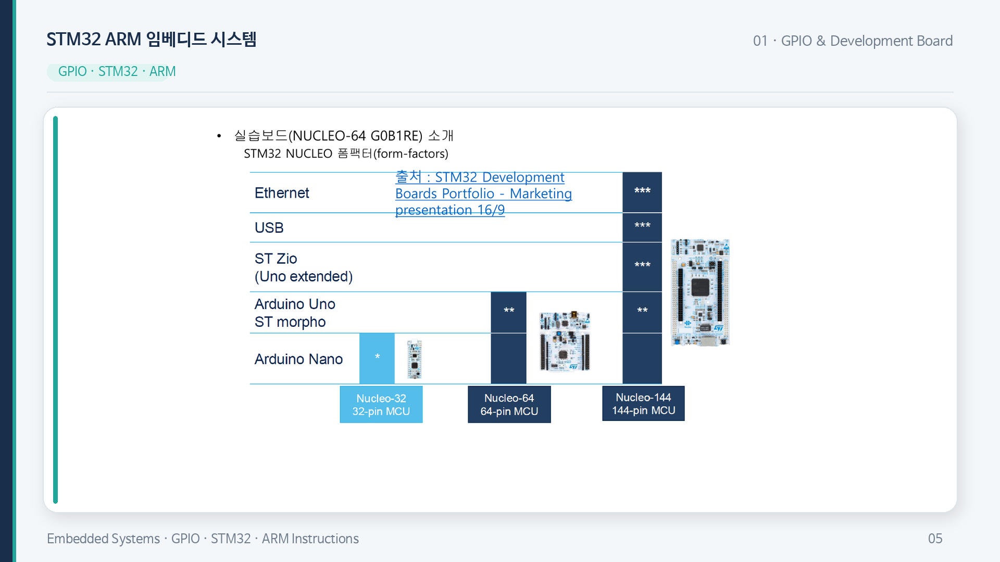 STM32 ARM 임베디드 시스템
01 · GPIO & Development Board
GPIO · STM32 · ARM
• 실습보드(NUCLEO-64 G0B1RE) 소개
STM32 NUCLEO 폼팩터(form-factors)
출처 : STM32 Development
Boards Portfolio - Marketing
presentation 16/9
Ethernet
***
USB
***
ST Zio
(Uno extended)
***
Arduino Uno
ST morpho
**
**
Arduino Nano
*
Nucleo-32
32-pin MCU
Nucleo-64
64-pin MCU
Nucleo-144
144-pin MCU
Embedded Systems · GPIO · STM32 · ARM Instructions
05